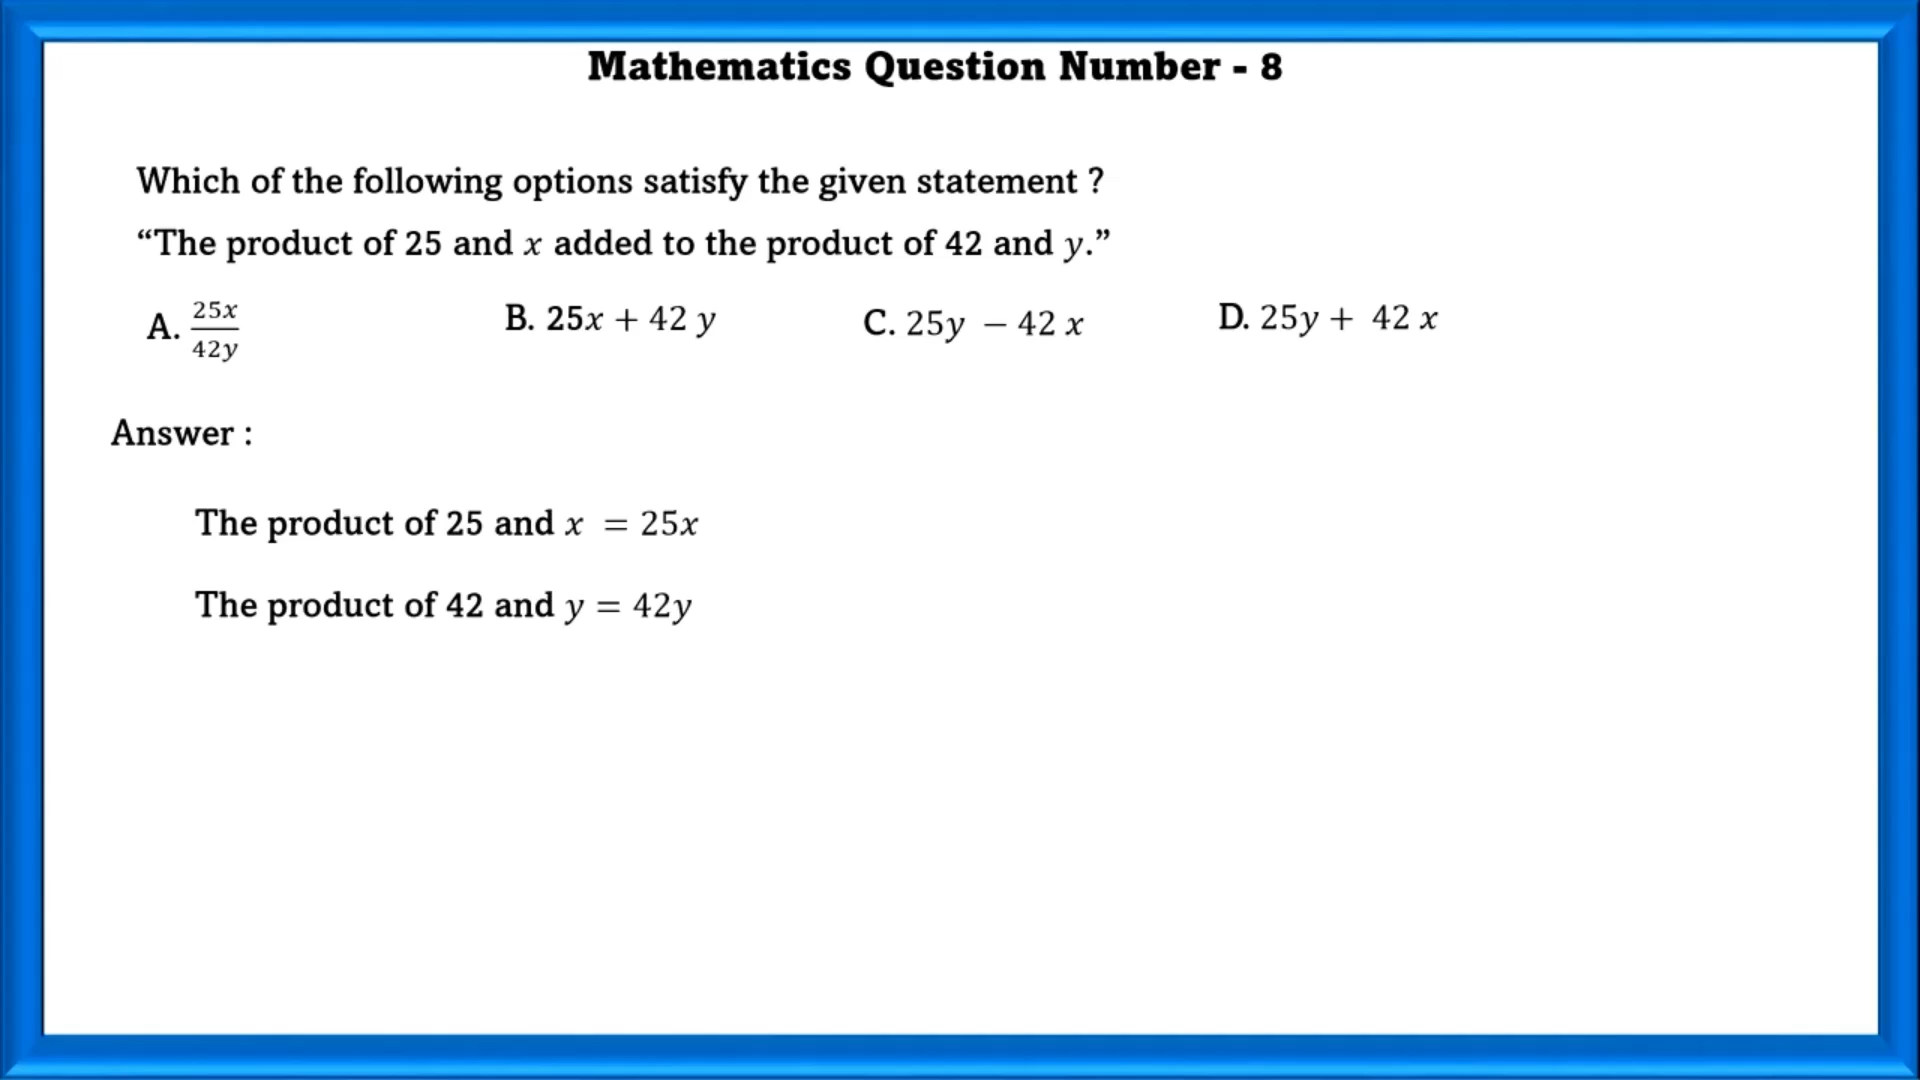 Mathematics Question Number - 8
Which of the following options satisfy the given statement ?
“The product of 25 and x added to the product of 42 and y.”
A. 25x/42y B. 25x + 42 y C. 25y − 42 x D. 25y + 42 x
Answer :
The product of 25 and x = 25x
The product of 42 and y = 42y